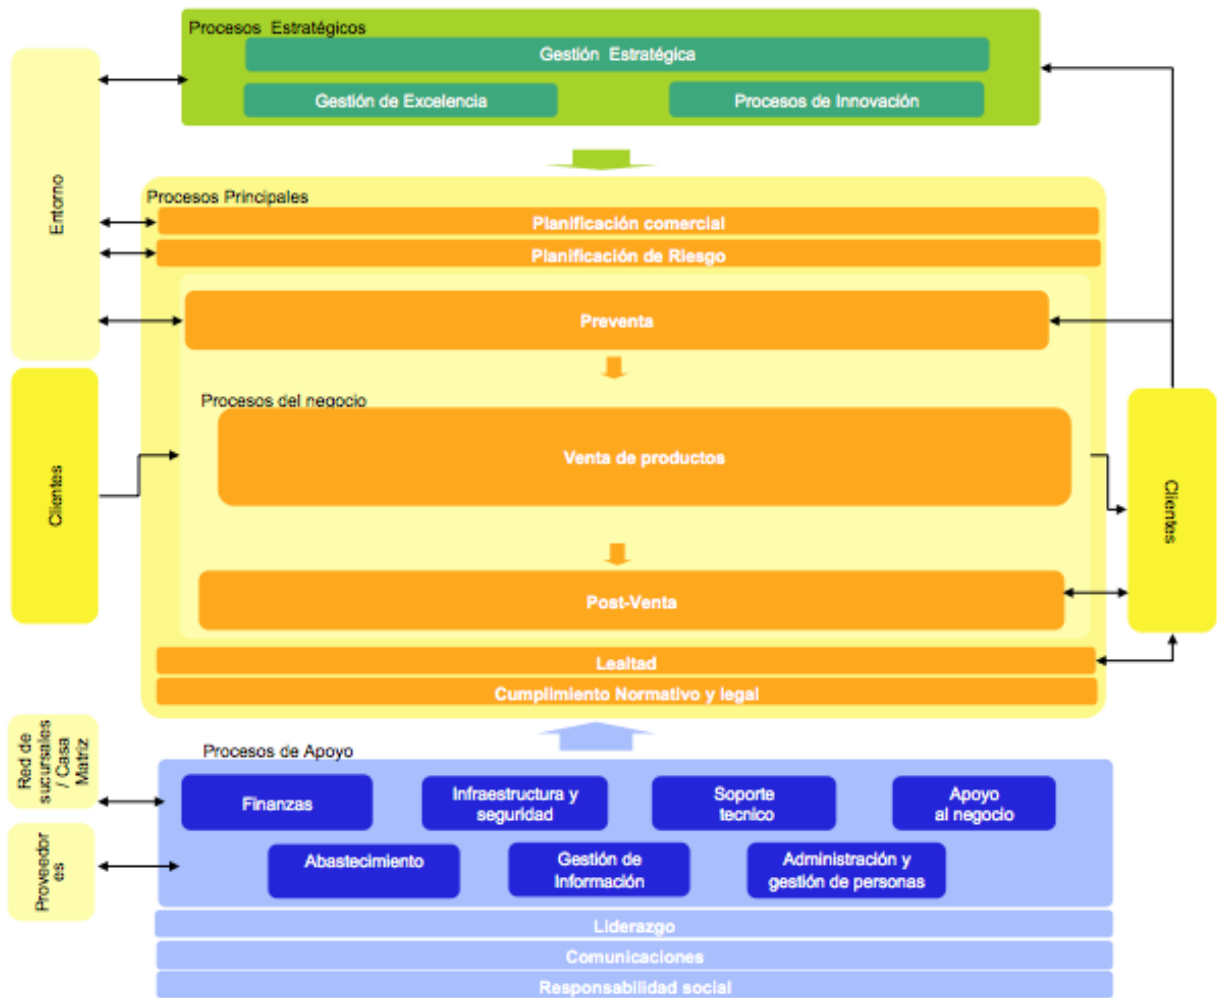 Procesos Estratégicos
Gestión Estratégica
Gestión de Excelencia
Procesos de Innovación
Entorno
Procesos Principales
Planificación comercial
Planificación de Riesgo
Preventa
Procesos del negocio
Venta de productos
Clientes
Clientes
Post-Venta
Lealtad
Cumplimiento Normativo y legal
Red de
sucursales
/ Casa
Matriz
Procesos de Apoyo
Finanzas
Infraestructura y
seguridad
Soporte
tecnico
Apoyo
al negocio
Proveedor
es
Abastecimiento
Gestión de
Información
Administración y
gestión de personas
Liderazgo
Comunicaciones
Responsabilidad social